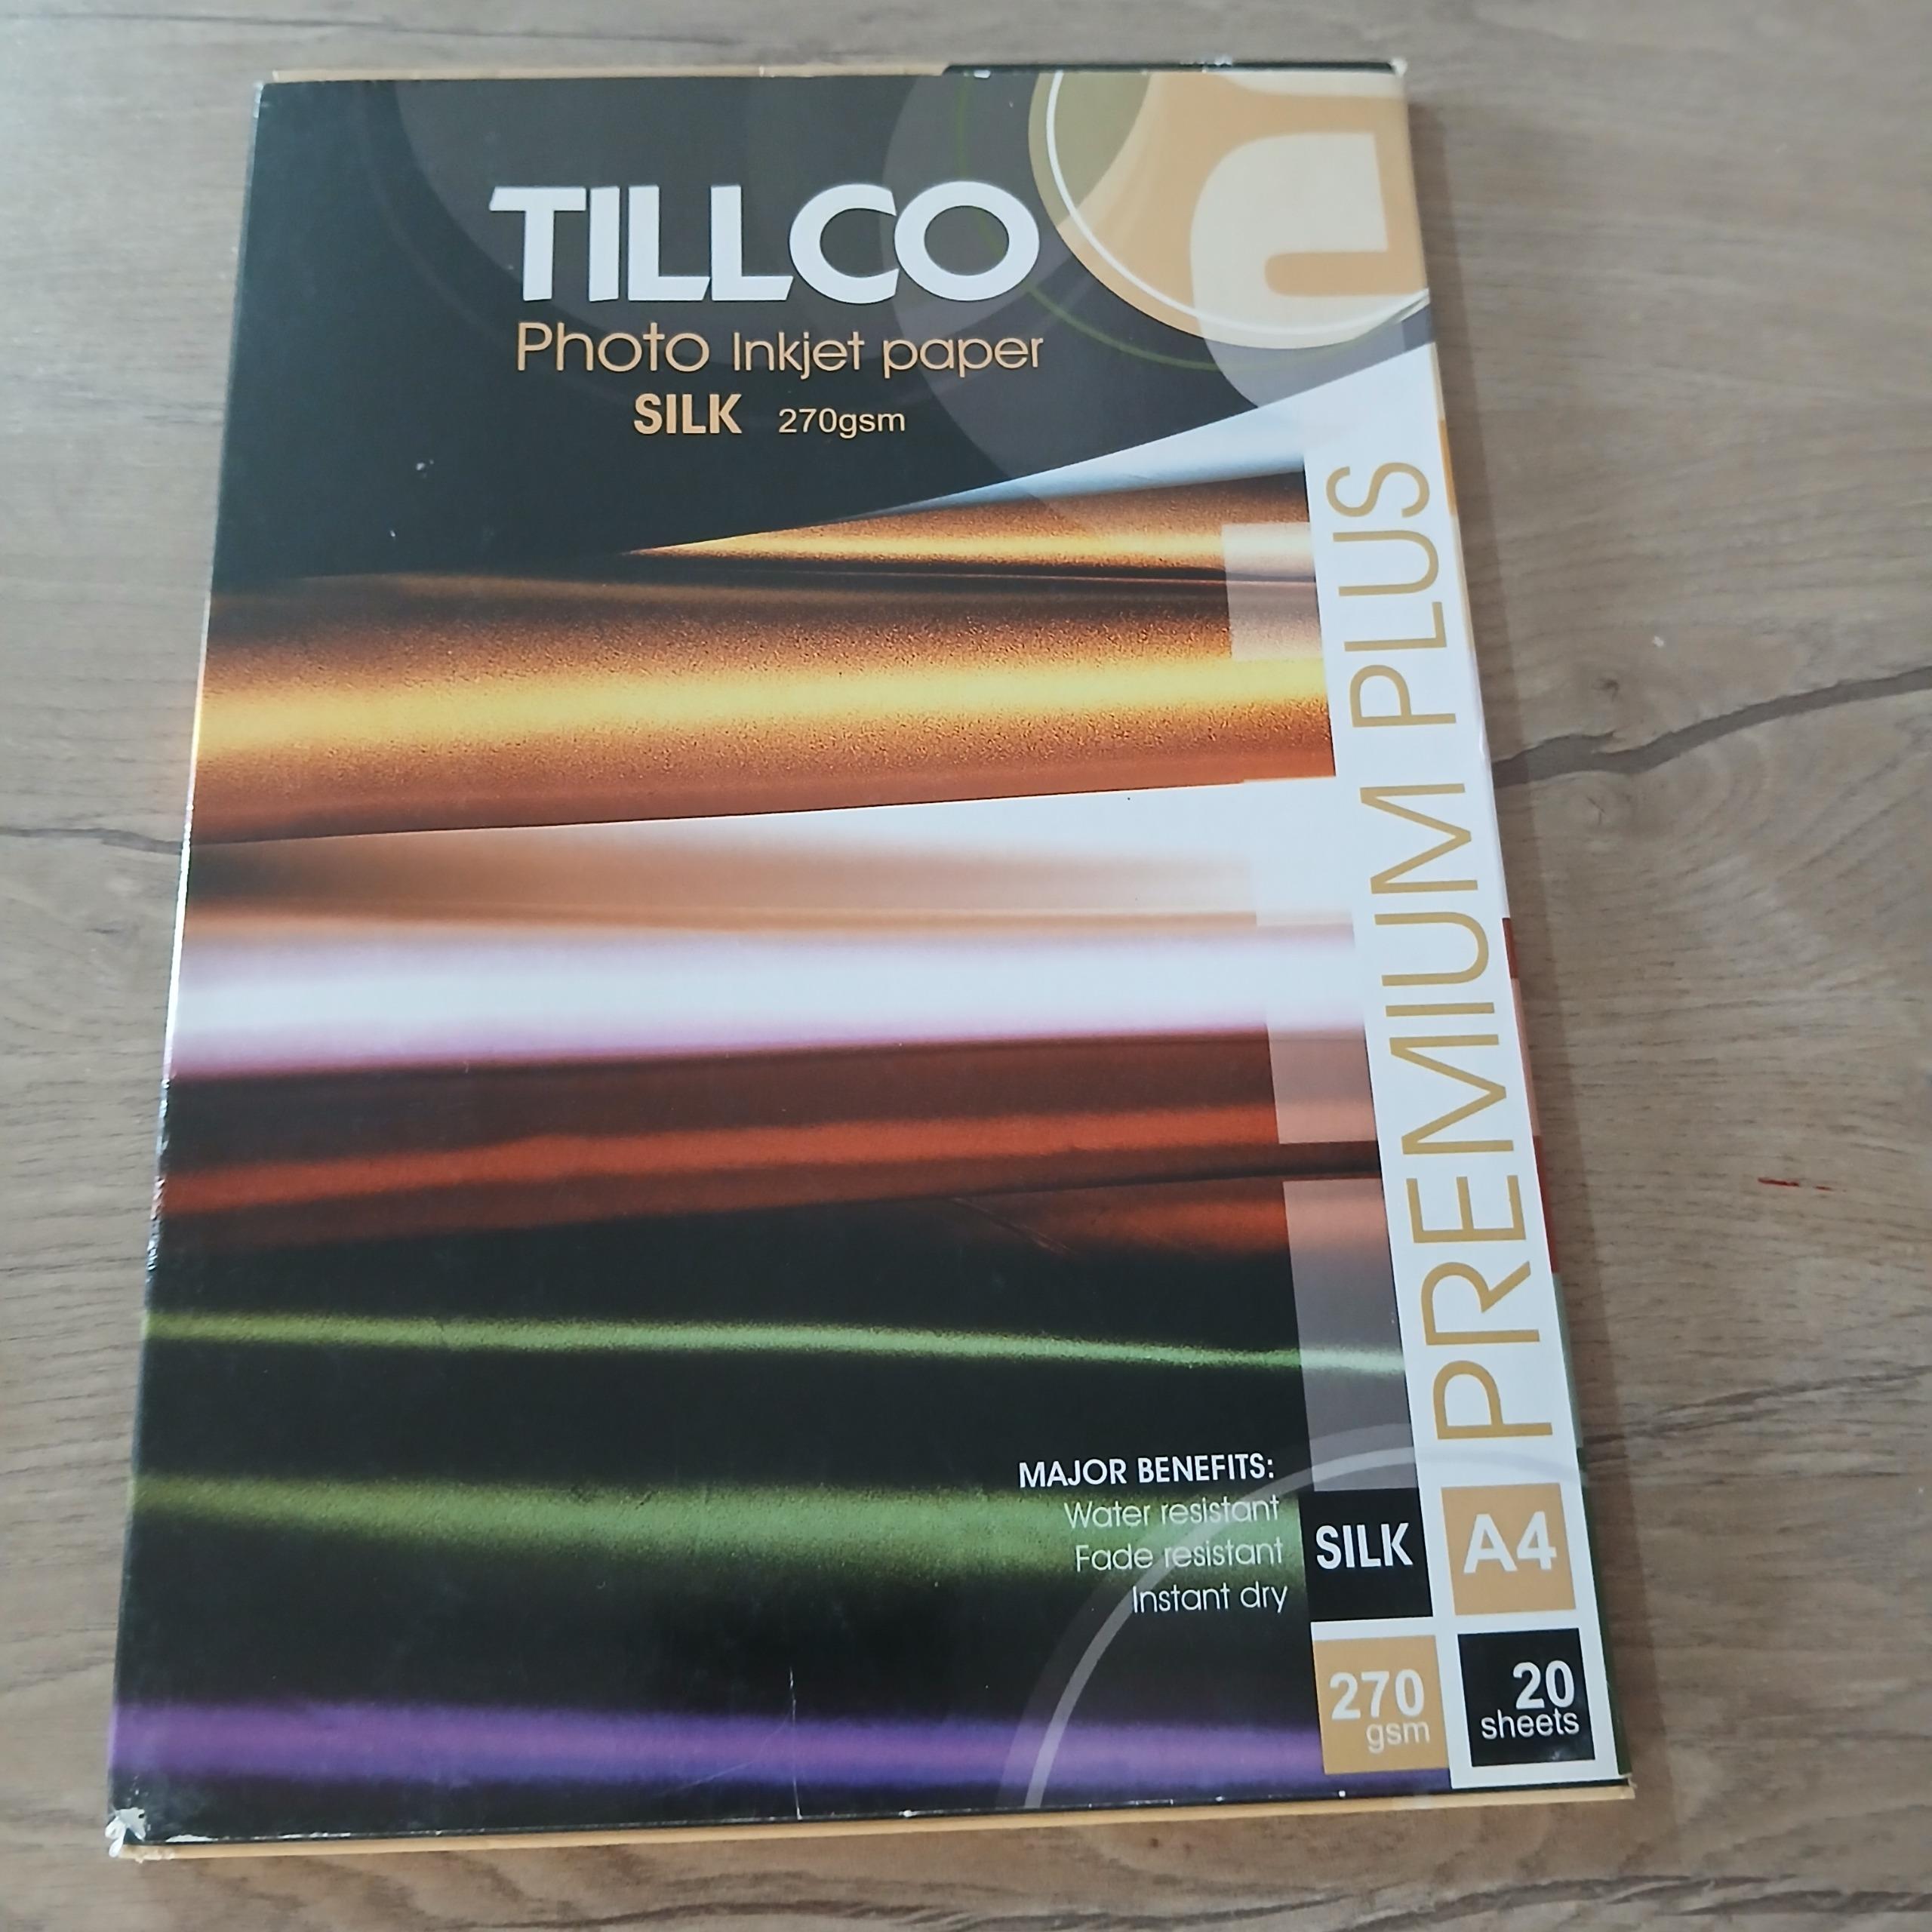 TILLCO
Photo Inkjet paper
SILK 270gsm
PREMIUM PLUS
MAJOR BENEFITS:
Water resistant
Fade resistant
Instant dry
SILK
A4
270
gsm
20
sheets